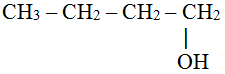 CH₃ – CH₂ – CH₂ – CH₂
|
OH